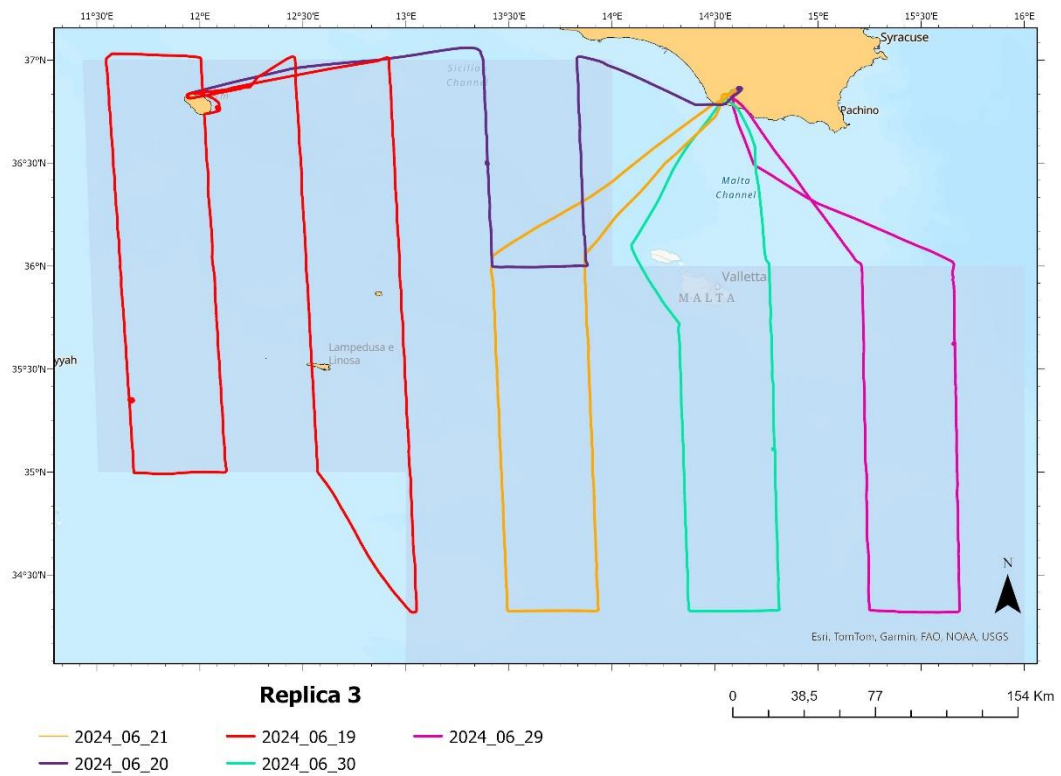 11°30'E 12°E 12°30'E 13°E 13°30'E 14°E 14°30'E 15°E 15°30'E 16°E
Syracuse
37°N
Channel
Pachino
36°30'N
Malta
Channel
36°N
Valletta
MALTA
Lampedusa e
Linosa
yyah
35°30'N
35°N
34°30'N
N
Esri, TomTom, Garmin, FAO, NOAA, USGS
Replica 3
0 38,5 77 154 Km
2024_06_21 2024_06_19 2024_06_29
2024_06_20 2024_06_30